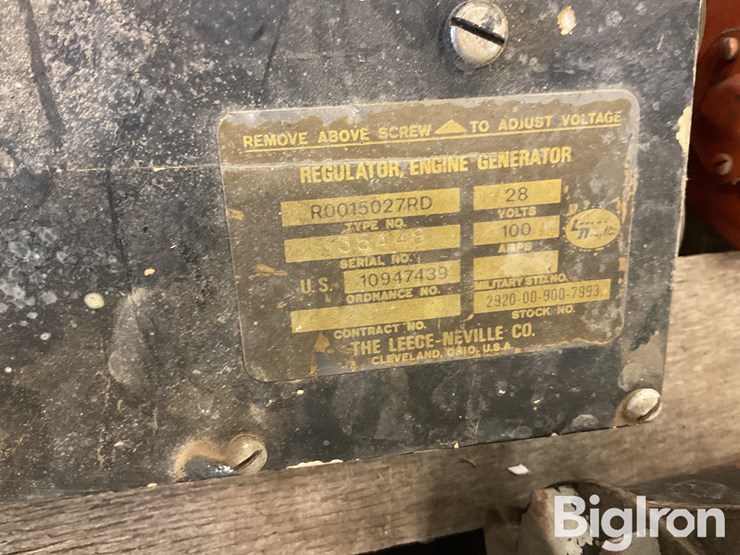 REMOVE ABOVE SCREW TO ADJUST VOLTAGE
REGULATOR, ENGINE GENERATOR
R0015027RD 28
TYPE NO. VOLTS
100
SERIAL NO. AMPS
U.S. 10947439
ORDNANCE NO. MILITARY STD. NO.
2920-00-900-7993
CONTRACT NO. STOCK NO.
THE LEECE-NEVILLE CO.
CLEVELAND, OHIO, U.S.A.
BigIron